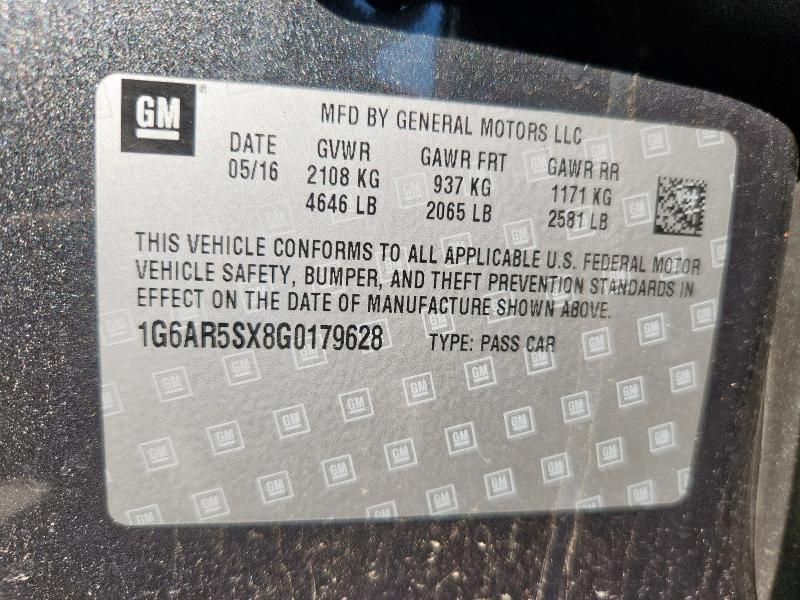 GM
MFD BY GENERAL MOTORS LLC
DATE GVWR GAWR FRT GAWR RR
05/16 2108 KG 937 KG 1171 KG
4646 LB 2065 LB 2581 LB
THIS VEHICLE CONFORMS TO ALL APPLICABLE U.S. FEDERAL MOTOR
VEHICLE SAFETY, BUMPER, AND THEFT PREVENTION STANDARDS IN
EFFECT ON THE DATE OF MANUFACTURE SHOWN ABOVE.
1G6AR5SX8G0179628 TYPE: PASS CAR